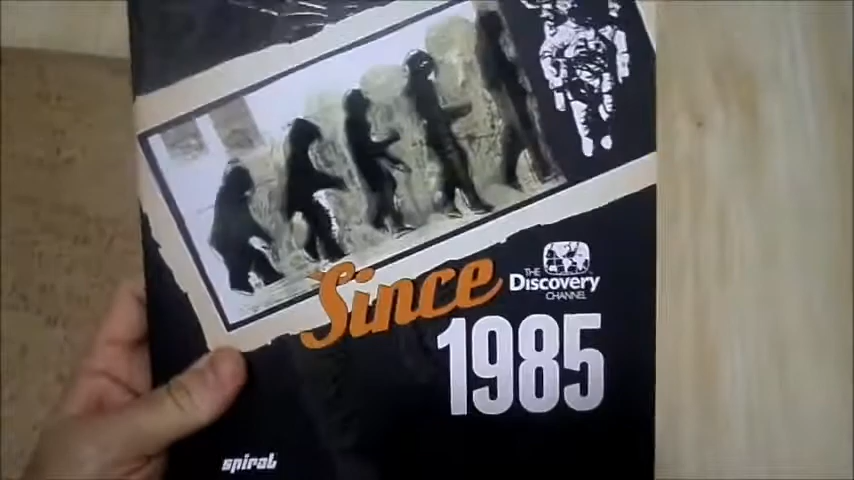 Since
THE
DISCOVERY
CHANNEL
1985
spiral